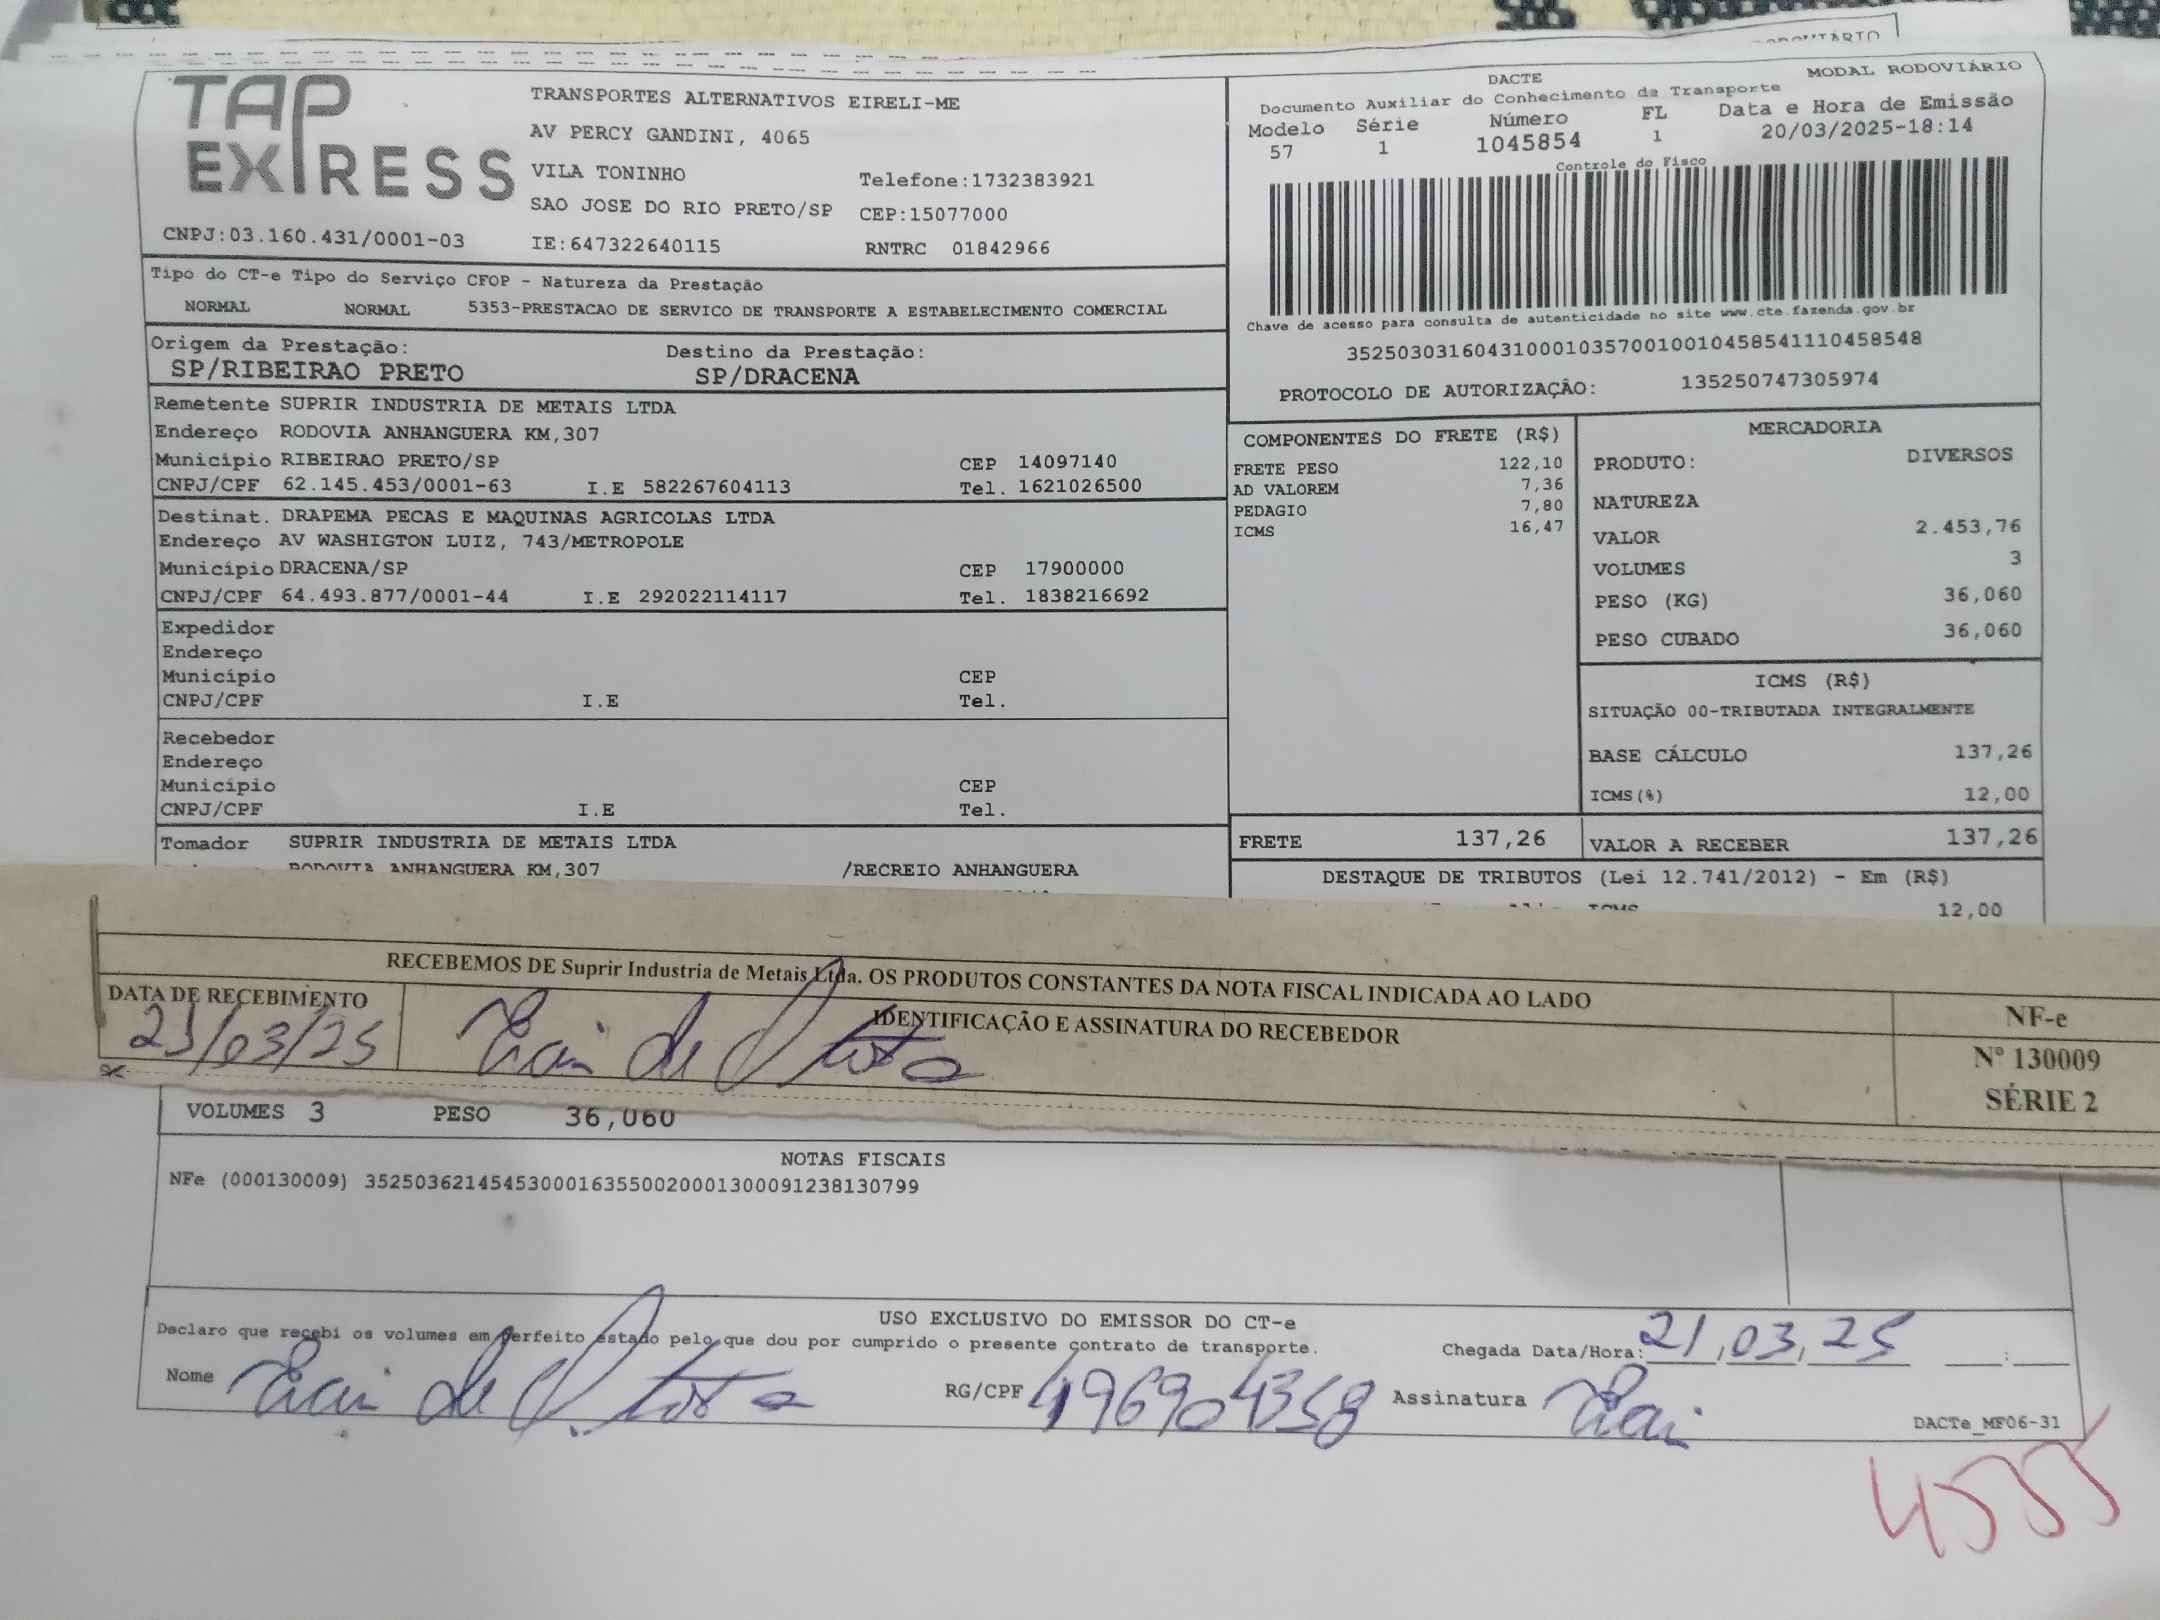 TAP
EXPRESS
TRANSPORTES ALTERNATIVOS EIRELI-ME
AV PERCY GANDINI, 4065
VILA TONINHO Telefone:1732383921
SAO JOSE DO RIO PRETO/SP CEP:15077000
CNPJ:03.160.431/0001-03 IE:647322640115 RNTRC 01842966
MODAL RODOVIÁRIO
DACTE
Documento Auxiliar do Conhecimento de Transporte
Modelo Série Número FL Data e Hora de Emissão
57 1 1045854 1 20/03/2025-18:14
Controle do Fisco
Chave de acesso para consulta de autenticidade no site www.cte.fazenda.gov.br
35250303160431000103570010010458541110458548
PROTOCOLO DE AUTORIZAÇÃO: 135250747305974
Tipo do CT-e Tipo do Serviço CFOP - Natureza da Prestação
NORMAL NORMAL 5353-PRESTACAO DE SERVICO DE TRANSPORTE A ESTABELECIMENTO COMERCIAL
Origem da Prestação: Destino da Prestação:
SP/RIBEIRAO PRETO SP/DRACENA
Remetente SUPRIR INDUSTRIA DE METAIS LTDA
Endereço RODOVIA ANHANGUERA KM,307
Município RIBEIRAO PRETO/SP CEP 14097140
CNPJ/CPF 62.145.453/0001-63 I.E 582267604113 Tel. 1621026500
Destinat. DRAPEMA PECAS E MAQUINAS AGRICOLAS LTDA
Endereço AV WASHIGTON LUIZ, 743/METROPOLE
Município DRACENA/SP CEP 17900000
CNPJ/CPF 64.493.877/0001-44 I.E 292022114117 Tel. 1838216692
Expedidor
Endereço
Município CEP
CNPJ/CPF I.E Tel.
Recebedor
Endereço
Município CEP
CNPJ/CPF I.E Tel.
Tomador SUPRIR INDUSTRIA DE METAIS LTDA
RODOVIA ANHANGUERA KM,307 /RECREIO ANHANGUERA
COMPONENTES DO FRETE (R$)
FRETE PESO 122,10
AD VALOREM 7,36
PEDAGIO 7,80
ICMS 16,47
MERCADORIA
PRODUTO: DIVERSOS
NATUREZA
VALOR 2.453,76
VOLUMES 3
PESO (KG) 36,060
PESO CUBADO 36,060
ICMS (R$)
SITUAÇÃO 00-TRIBUTADA INTEGRALMENTE
BASE CÁLCULO 137,26
ICMS(%) 12,00
FRETE 137,26 VALOR A RECEBER 137,26
DESTAQUE DE TRIBUTOS (Lei 12.741/2012) - Em (R$)
ICMS 12,00
RECEBEMOS DE Suprir Industria de Metais Ltda. OS PRODUTOS CONSTANTES DA NOTA FISCAL INDICADA AO LADO
DATA DE RECEBIMENTO IDENTIFICAÇÃO E ASSINATURA DO RECEBEDOR
21/03/25
NF-e
Nº 130009
SÉRIE 2
VOLUMES 3 PESO 36,060
NOTAS FISCAIS
NFe (000130009) 35250362145453000163550020001300091238130799
USO EXCLUSIVO DO EMISSOR DO CT-e
Declaro que recebi os volumes em perfeito estado pelo que dou por cumprido o presente contrato de transporte.
Chegada Data/Hora: 21,03,25 :
Nome RG/CPF 496904358 Assinatura
DACTe_MF06-31
4555